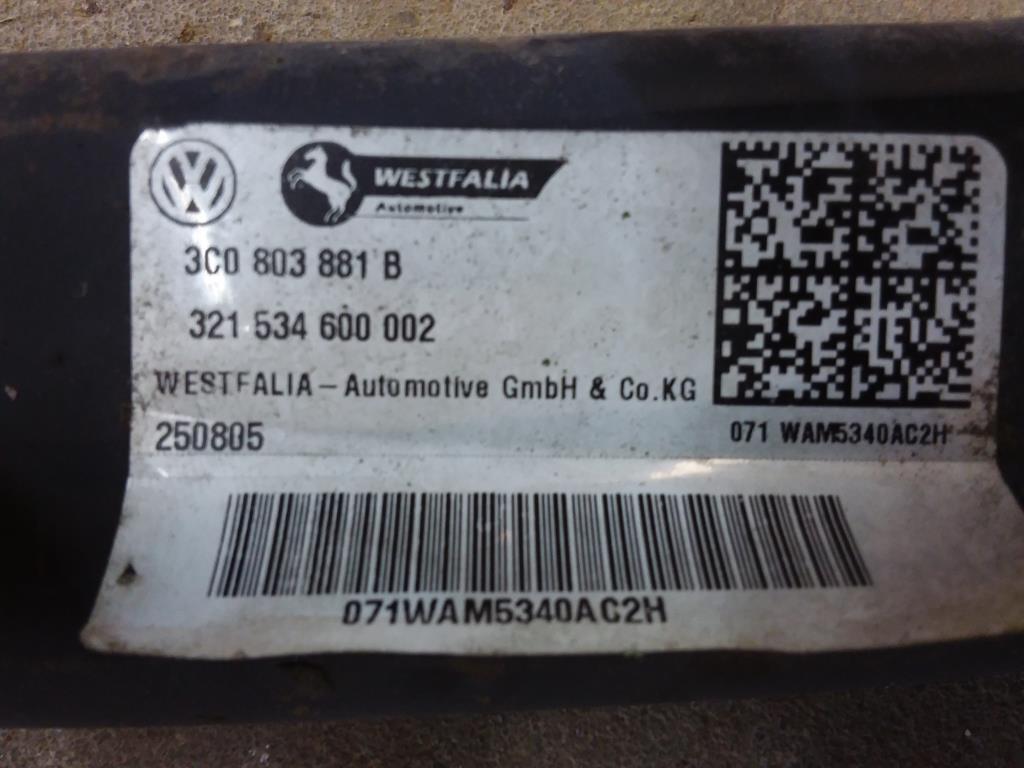 WESTFALIA
Automotive
3C0 803 881 B
321 534 600 002
WESTFALIA – Automotive GmbH & Co.KG
250805
071 WAM5340AC2H
071WAM5340AC2H